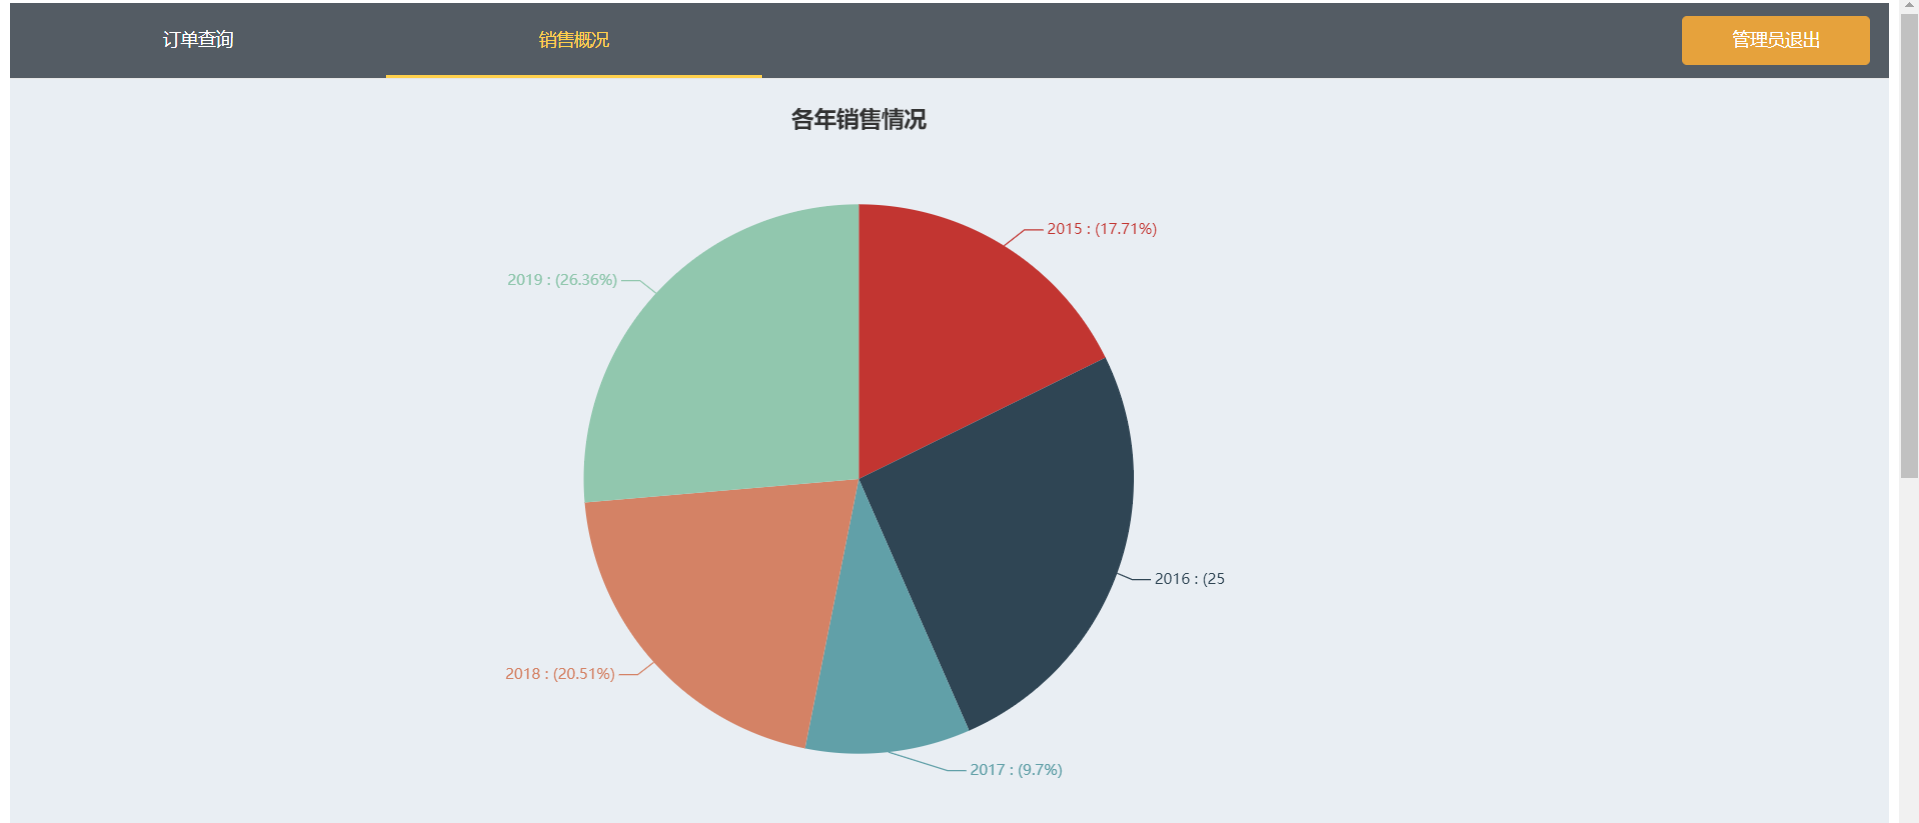 订单查询
销售概况
管理员退出
各年销售情况
2015 : (17.71%)
2019 : (26.36%)
2016 : (25
2018 : (20.51%)
2017 : (9.7%)